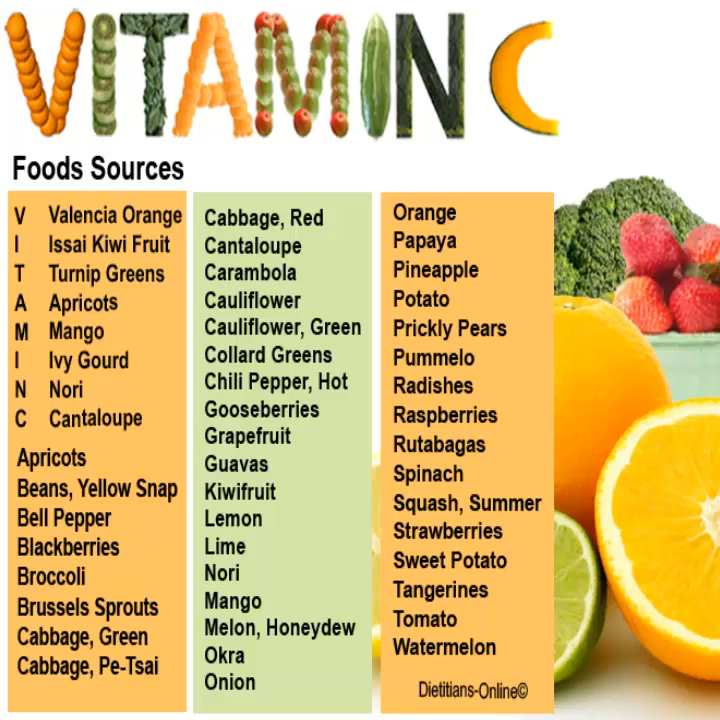 VITAMIN C
Foods Sources
V Valencia Orange
I Issai Kiwi Fruit
T Turnip Greens
A Apricots
M Mango
I Ivy Gourd
N Nori
C Cantaloupe
Apricots
Beans, Yellow Snap
Bell Pepper
Blackberries
Broccoli
Brussels Sprouts
Cabbage, Green
Cabbage, Pe-Tsai
Cabbage, Red
Cantaloupe
Carambola
Cauliflower
Cauliflower, Green
Collard Greens
Chili Pepper, Hot
Gooseberries
Grapefruit
Guavas
Kiwifruit
Lemon
Lime
Nori
Mango
Melon, Honeydew
Okra
Onion
Orange
Papaya
Pineapple
Potato
Prickly Pears
Pummelo
Radishes
Raspberries
Rutabagas
Spinach
Squash, Summer
Strawberries
Sweet Potato
Tangerines
Tomato
Watermelon
Dietitians-Online©